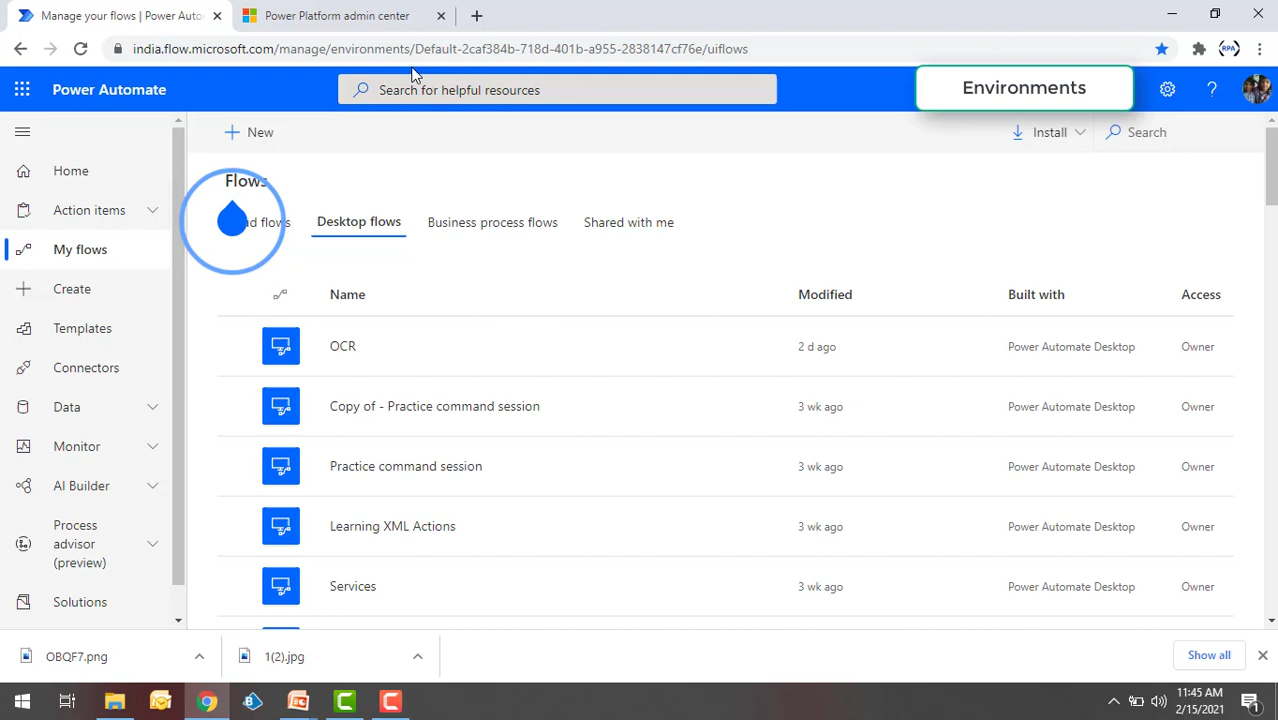 Manage your flows | Power Auto
Power Platform admin center
india.flow.microsoft.com/manage/environments/Default-2caf384b-718d-401b-a955-2838147cf76e/uiflows
RPA
Power Automate
Search for helpful resources
Environments
New
Install
Search
Home
Action items
My flows
Create
Templates
Connectors
Data
Monitor
AI Builder
Process
advisor
(preview)
Solutions
Flows
d flows
Desktop flows
Business process flows
Shared with me
Name
Modified
Built with
Access
OCR
2 d ago
Power Automate Desktop
Owner
Copy of - Practice command session
3 wk ago
Power Automate Desktop
Owner
Practice command session
3 wk ago
Power Automate Desktop
Owner
Learning XML Actions
3 wk ago
Power Automate Desktop
Owner
Services
3 wk ago
Power Automate Desktop
Owner
OBQF7.png
1(2).jpg
Show all
11:45 AM
2/15/2021
1